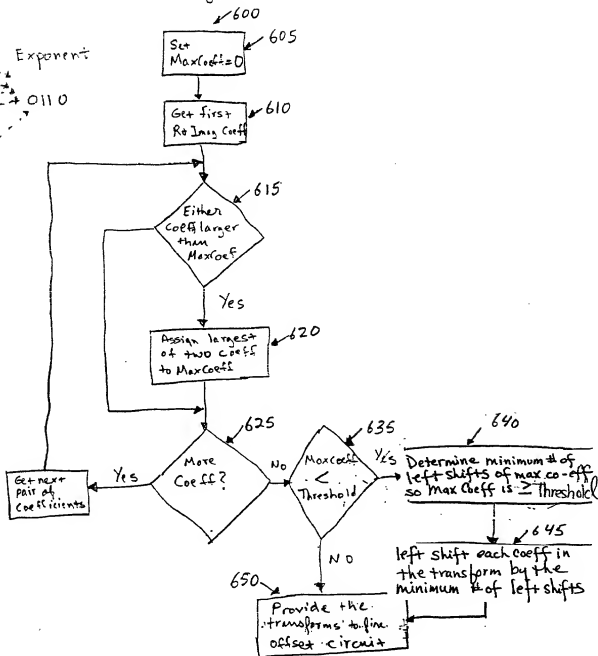 600
605
Set
MaxCoeff=0
Exponent
0110
610
Get first
R+ Imag Coeff
615
Either
Coeff larger
than
MaxCoef
Yes
620
Assign largest
of two coeff
to MaxCoeff
625
More
Coeff?
Yes
Get next
pair of
coefficients
No
635
Maxcoeff
<
Threshold
Yes
640
Determine minimum # of
left shifts of max. co-eff
so max Coeff is ≥ Threshold
645
left shift each coeff in
the transform by the
minimum # of left shifts
NO
650
Provide the
transforms to fine
offset circuit